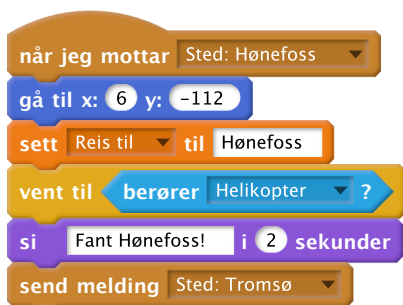 når jeg mottar Sted: Hønefoss
gå til x: 6 y: -112
sett Reis til til Hønefoss
vent til berører Helikopter ?
si Fant Hønefoss! i 2 sekunder
send melding Sted: Tromsø